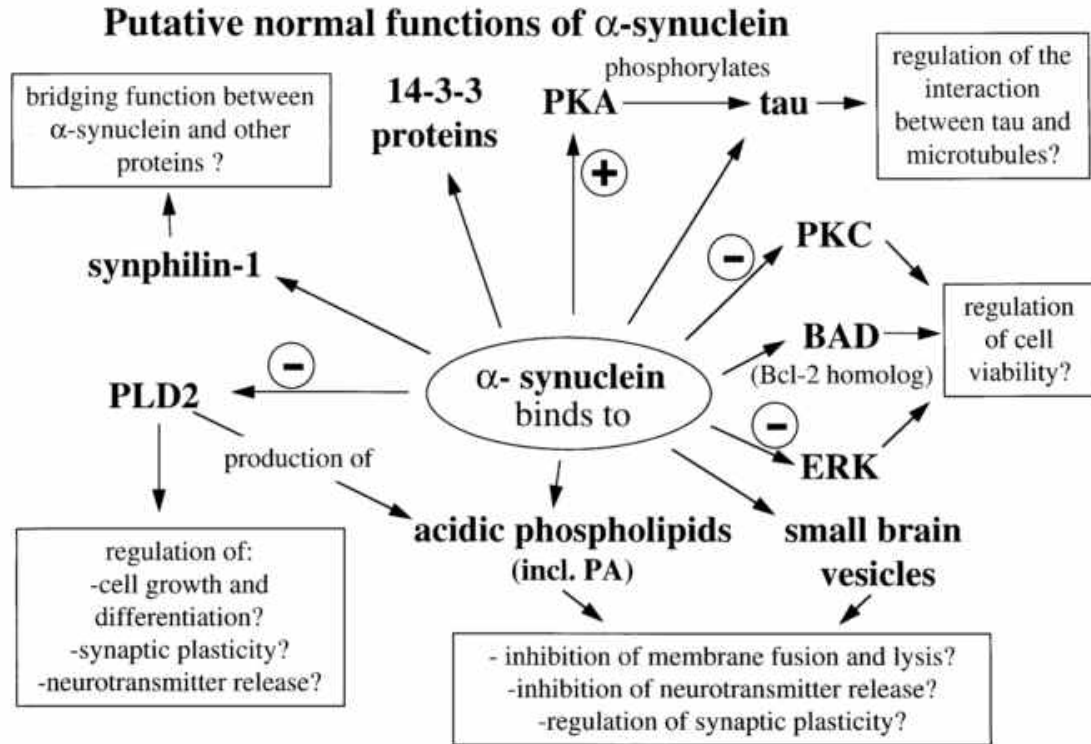 Putative normal functions of α-synuclein
bridging function between
α-synuclein and other
proteins ?
14-3-3
proteins
phosphorylates
PKA
tau
regulation of the
interaction
between tau and
microtubules?
+
synphilin-1
-
PKC
BAD
(Bcl-2 homolog)
regulation
of cell
viability?
α- synuclein
binds to
-
PLD2
-
ERK
production of
acidic phospholipids
(incl. PA)
small brain
vesicles
regulation of:
-cell growth and
differentiation?
-synaptic plasticity?
-neurotransmitter release?
- inhibition of membrane fusion and lysis?
-inhibition of neurotransmitter release?
-regulation of synaptic plasticity?